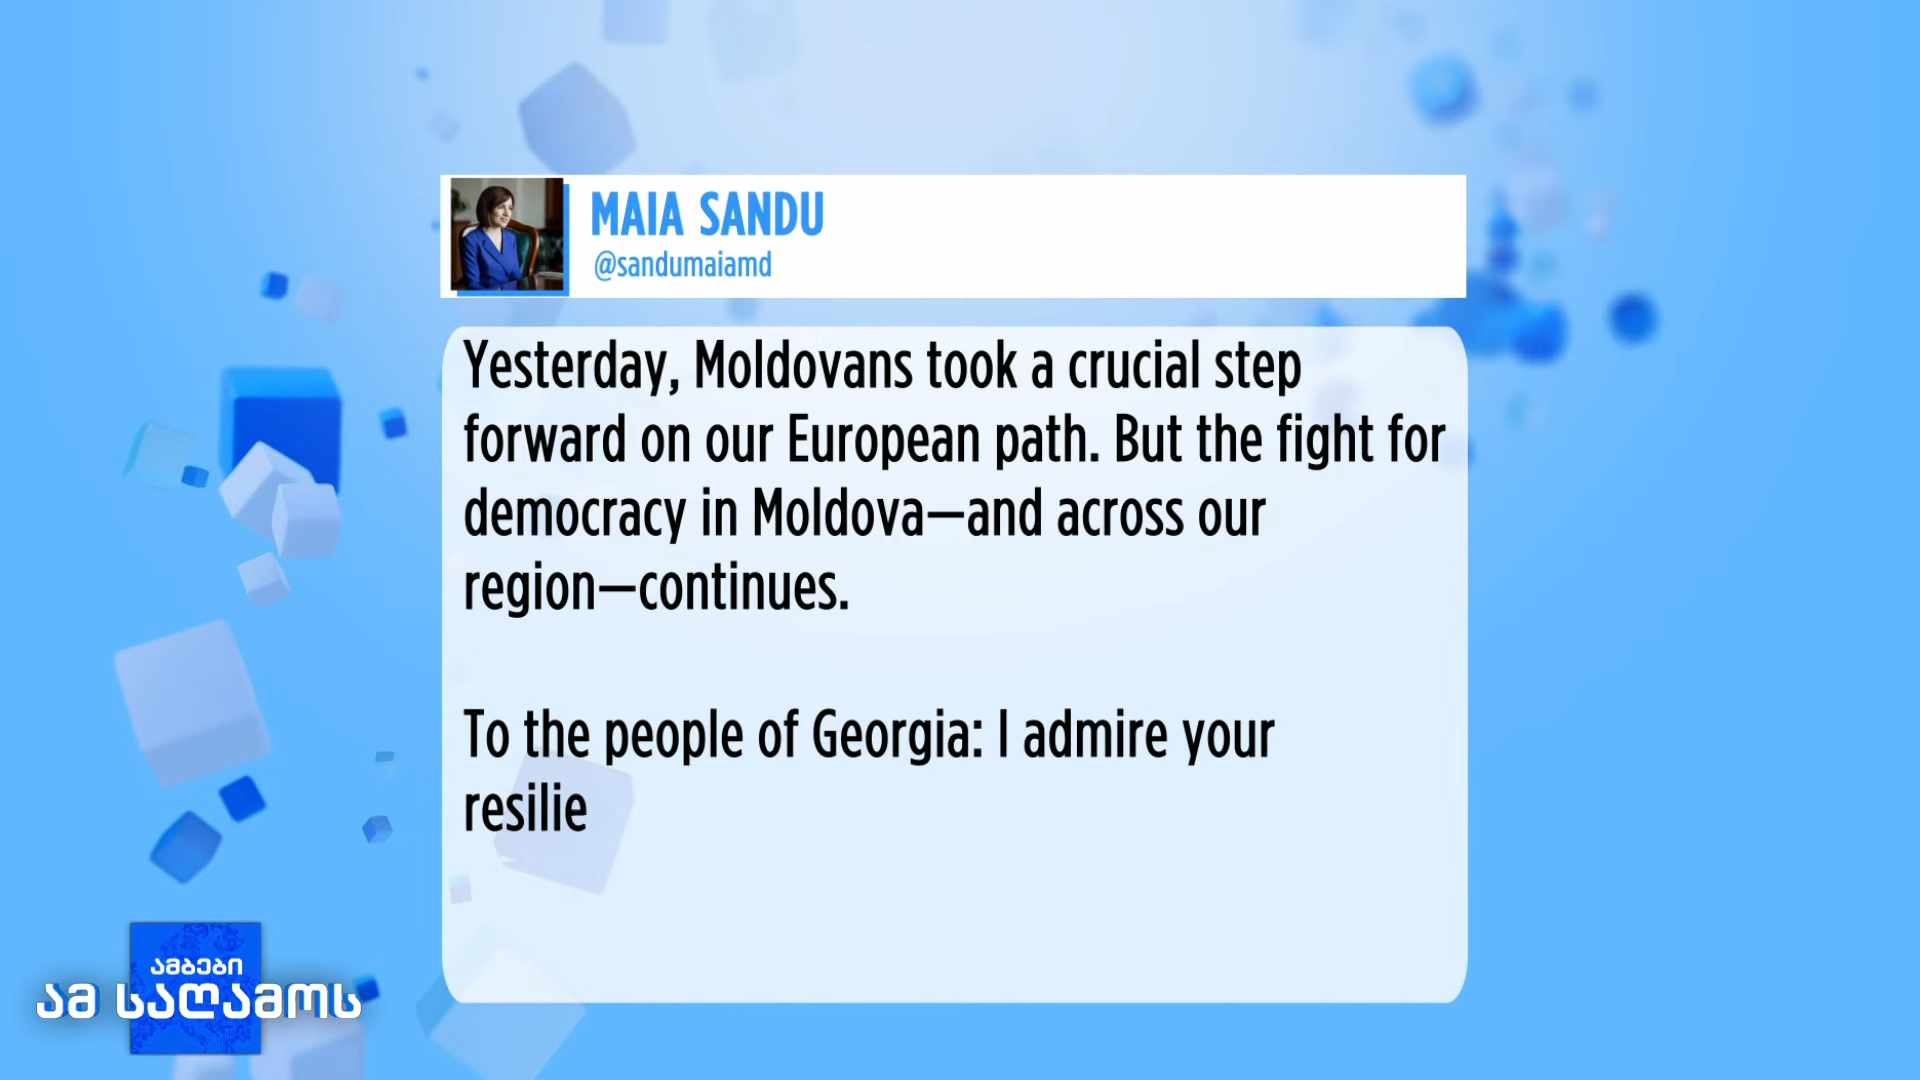 MAIA SANDU
@sandumaiamd
Yesterday, Moldovans took a crucial step
forward on our European path. But the fight for
democracy in Moldova—and across our
region—continues.
To the people of Georgia: I admire your
resilie
ამბები
ამ საღამოს